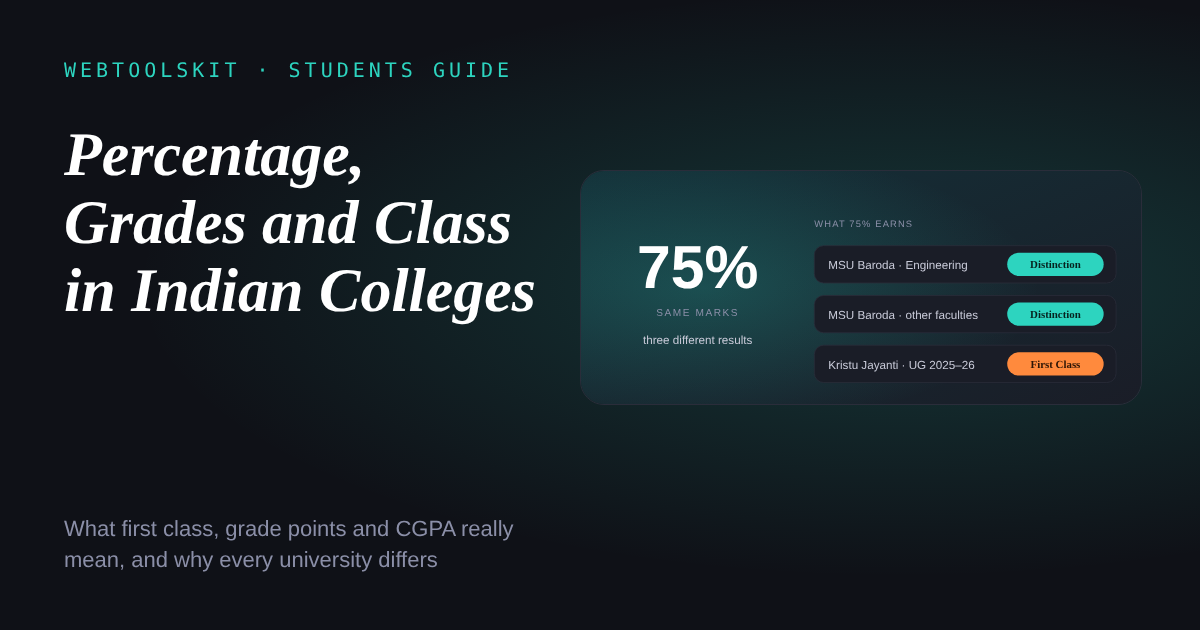 WEBTOOLSKIT · STUDENTS GUIDE
Percentage,
Grades and Class
in Indian Colleges
75%
SAME MARKS
three different results
WHAT 75% EARNS
MSU Baroda · Engineering
Distinction
MSU Baroda · other faculties
Distinction
Kristu Jayanti · UG 2025–26
First Class
What first class, grade points and CGPA really
mean, and why every university differs